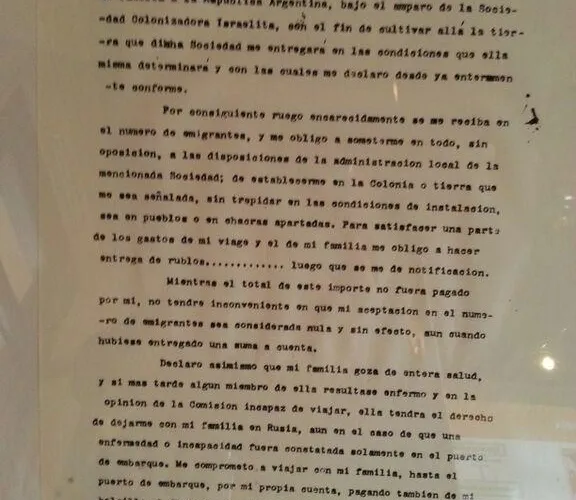 a la Republica Argentina, bajo el amparo de la Socie-
-dad Colonizadora Israelita, con el fin de cultivar allá la tier-
-ra que dicha Sociedad me entregará en las condiciones que ella
misma determinará y con las cuales me declaro desde ya enteramen
-te conforme.
Por consiguiente ruego encarecidamente se me reciba en
el numero de emigrantes, y me obligo a someterme en todo, sin
oposicion, a las disposiciones de la administracion local de la
mencionada Sociedad; de establecerme en la Colonia o tierra que
me sea señalada, sin trepidar en las condiciones de instalacion,
sea en pueblos o en chacras apartadas. Para satisfacer una parte
de los gastos de mi viage y el de mi familia me obligo a hacer
entrega de rublos............. luego que se me de notificacion.
Mientras el total de este importe no fuera pagado
por mi, no tendre inconveniente en que mi aceptacion en el nume-
-ro de emigrantes sea considerada nula y sin efecto, aun cuando
hubiese entregado una suma a cuenta.
Declaro asimismo que mi familia goza de entera salud,
y si mas tarde algun miembro de ella resultase enfermo y en la
opinion de la Comision incapaz de viajar, ella tendra el derecho
de dejarme con mi familia en Rusia, aun en el caso de que una
enfermedad o incapacidad fuera constatada solamente en el puerto
de embarque. Me comprometo a viajar con mi familia, hasta el
puerto de embarque, por mi propia cuenta, pagando tambien de mi